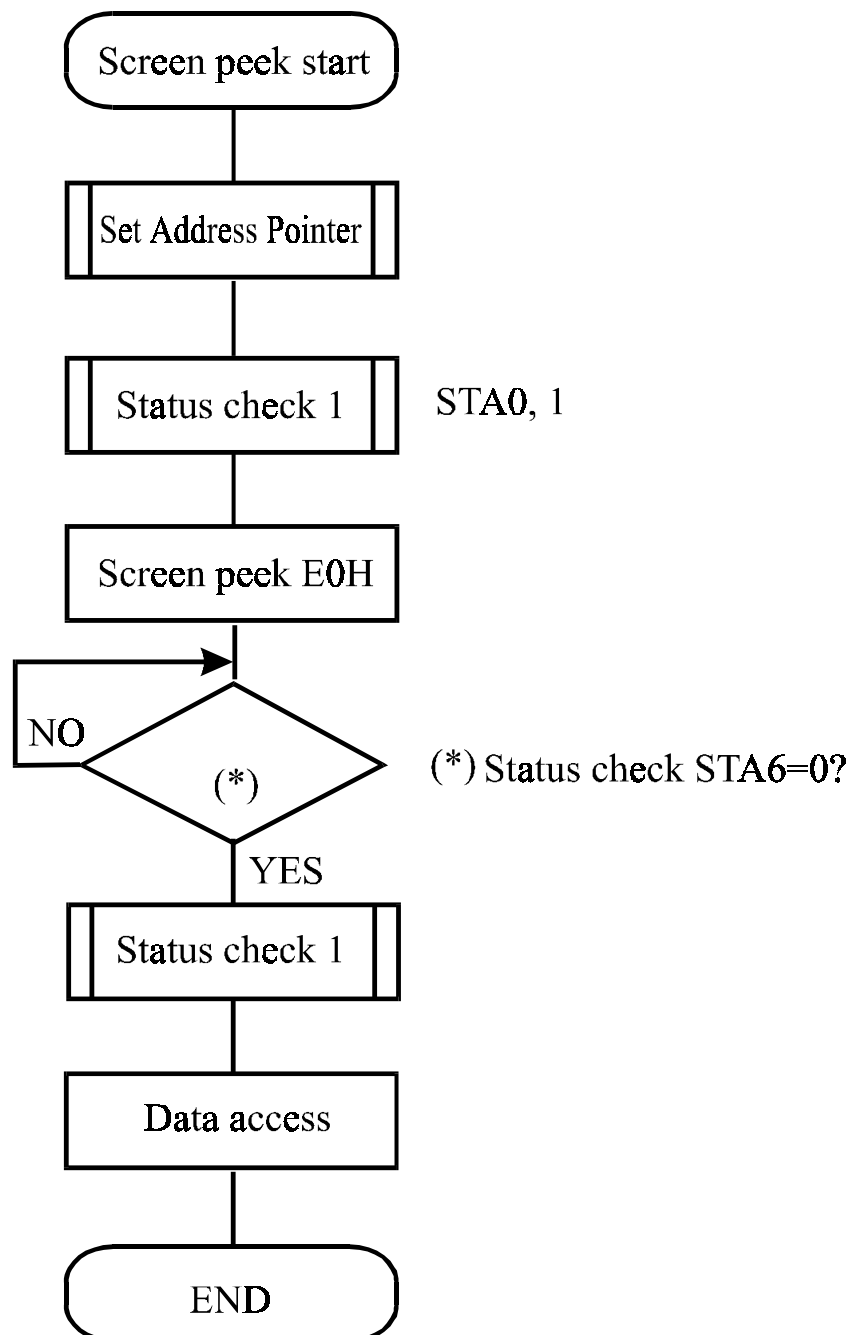 Screen peek start
Set Address Pointer
Status check 1
STA0, 1
Screen peek E0H
NO
(*)
(*) Status check STA6=0?
YES
Status check 1
Data access
END